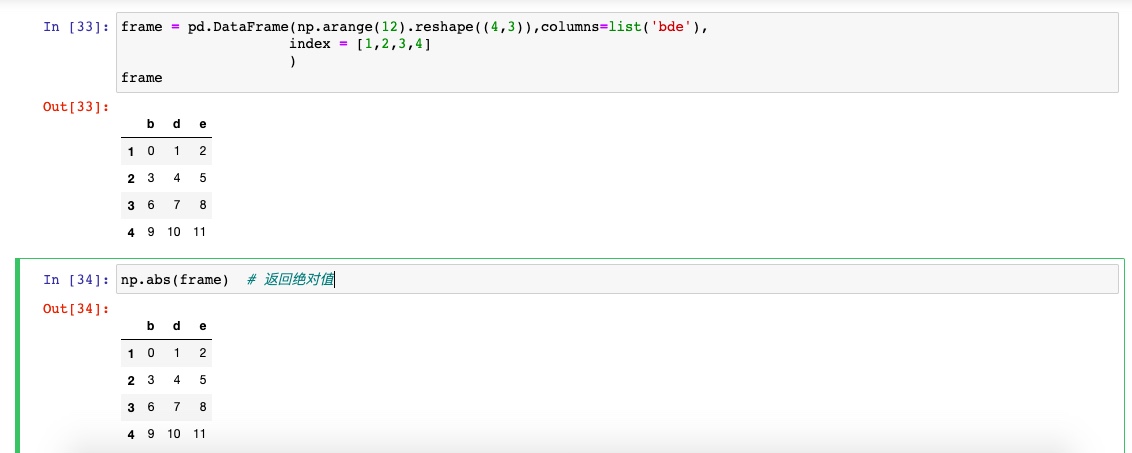 In [33]: frame = pd.DataFrame(np.arange(12).reshape((4,3)),columns=list('bde'),
index = [1,2,3,4]
)
frame
Out[33]:
b d e
1 0 1 2
2 3 4 5
3 6 7 8
4 9 10 11
In [34]: np.abs(frame) # 返回绝对值
Out[34]:
b d e
1 0 1 2
2 3 4 5
3 6 7 8
4 9 10 11